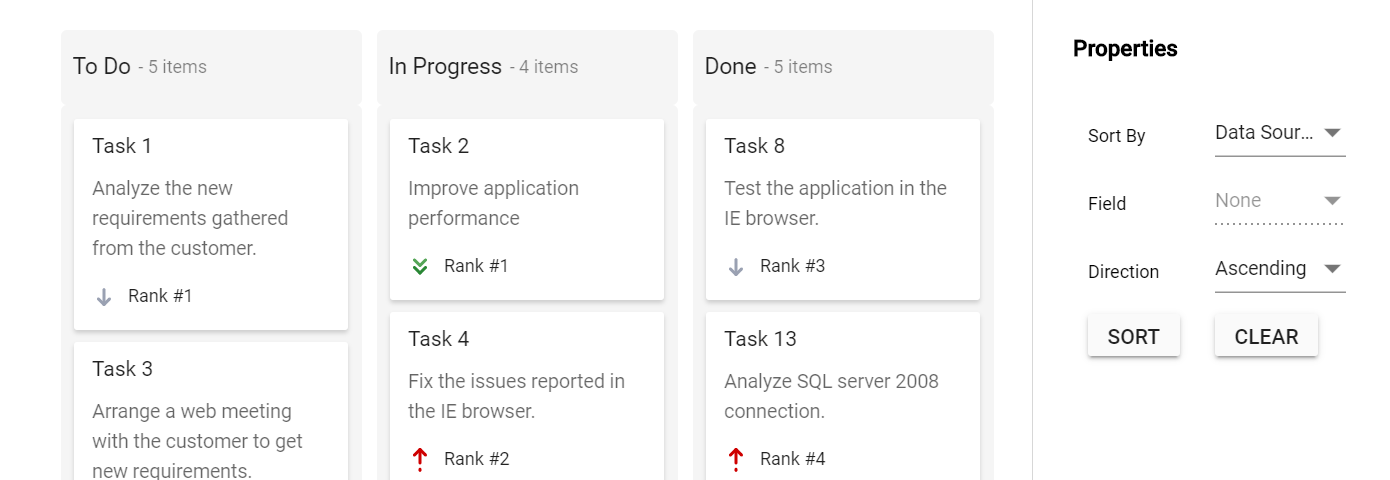 To Do - 5 items
Task 1
Analyze the new
requirements gathered
from the customer.
Rank #1
Task 3
Arrange a web meeting
with the customer to get
new requirements.
In Progress - 4 items
Task 2
Improve application
performance
Rank #1
Task 4
Fix the issues reported in
the IE browser.
Rank #2
Done - 5 items
Task 8
Test the application in the
IE browser.
Rank #3
Task 13
Analyze SQL server 2008
connection.
Rank #4
Properties
Sort By Data Sour...
Field None
Direction Ascending
SORT CLEAR